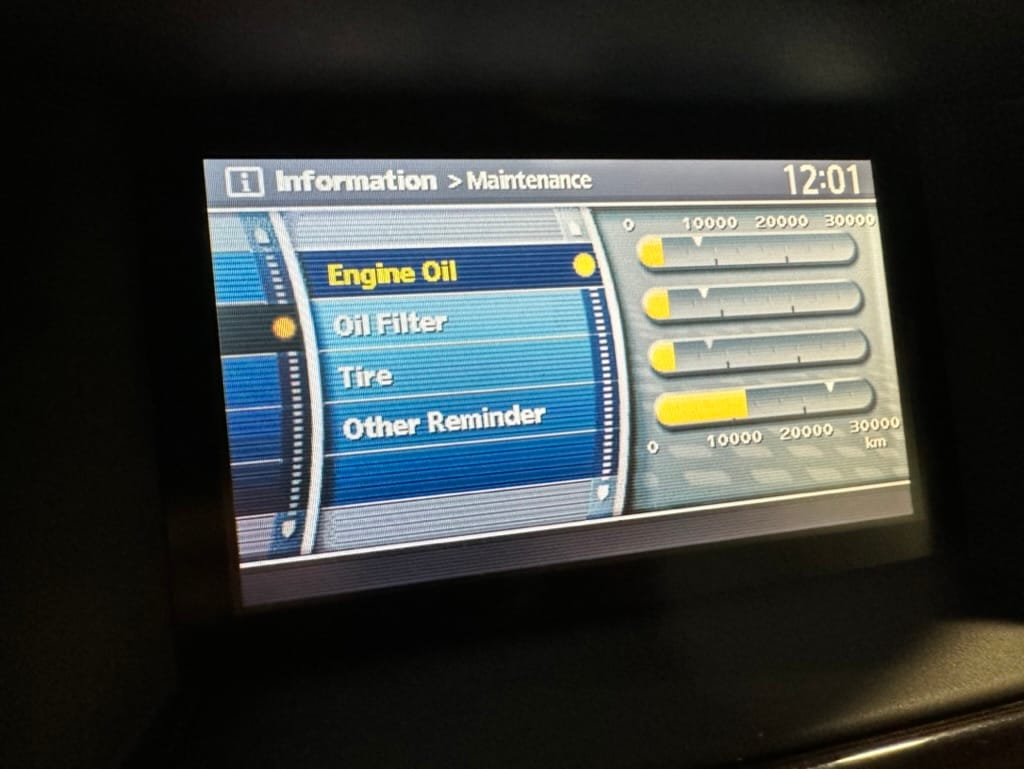 i Information > Maintenance 12:01
0 10000 20000 30000
Engine Oil
Oil Filter
Tire
Other Reminder
0 10000 20000 30000
km